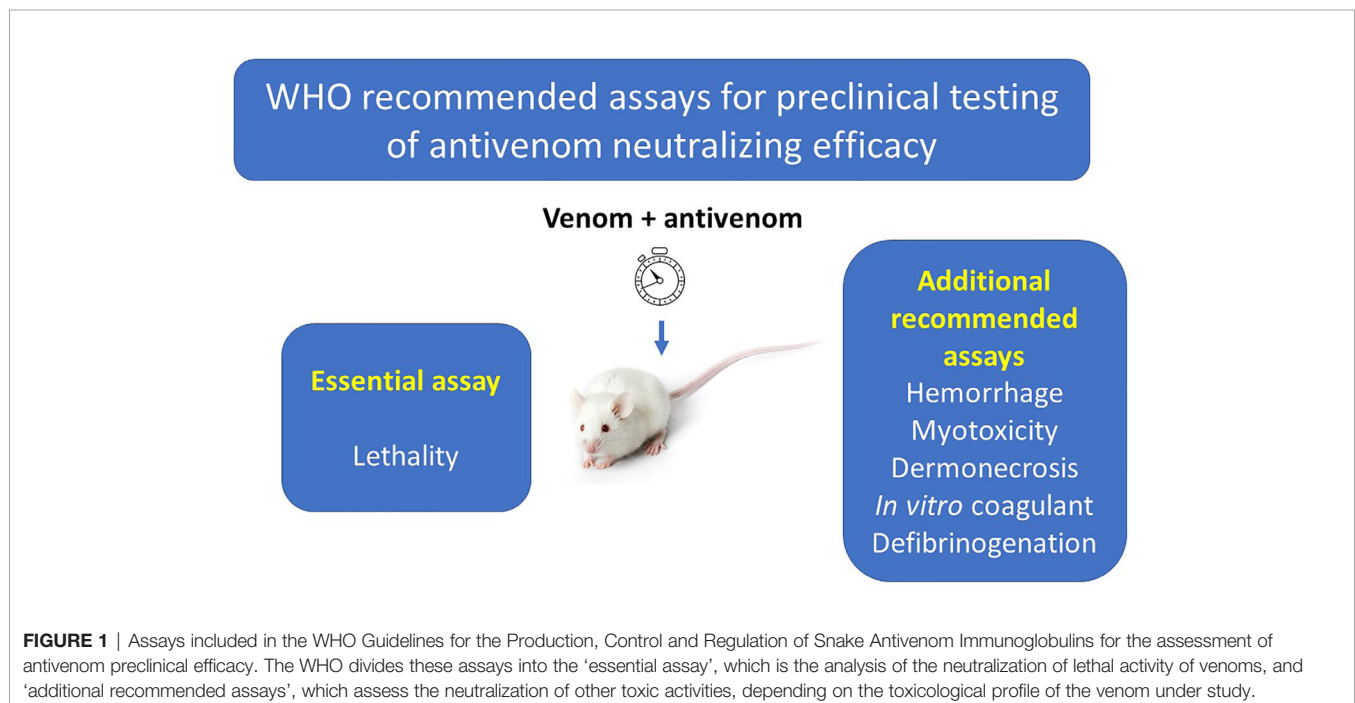 WHO recommended assays for preclinical testing
of antivenom neutralizing efficacy
Venom + antivenom
Essential assay
Lethality
Additional
recommended
assays
Hemorrhage
Myotoxicity
Dermonecrosis
In vitro coagulant
Defibrinogenation
FIGURE 1 | Assays included in the WHO Guidelines for the Production, Control and Regulation of Snake Antivenom Immunoglobulins for the assessment of
antivenom preclinical efficacy. The WHO divides these assays into the ‘essential assay’, which is the analysis of the neutralization of lethal activity of venoms, and
‘additional recommended assays’, which assess the neutralization of other toxic activities, depending on the toxicological profile of the venom under study.